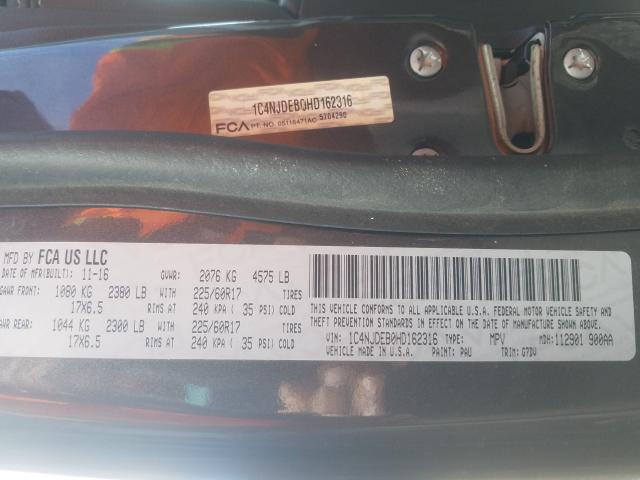 1C4NJDEB0HD162316
FCA PT. NO. 05116471AC 5704290
MFD BY FCA US LLC
DATE OF MFR(BUILT): 11-16 GVWR: 2076 KG 4575 LB
GAWR FRONT: 1080 KG 2380 LB WITH 225/60R17 TIRES
17X6.5 RIMS AT 240 KPA ( 35 PSI) COLD
GAWR REAR: 1044 KG 2300 LB WITH 225/60R17 TIRES
17X6.5 RIMS AT 240 KPA ( 35 PSI) COLD
THIS VEHICLE CONFORMS TO ALL APPLICABLE U.S.A. FEDERAL MOTOR VEHICLE SAFETY AND
THEFT PREVENTION STANDARDS IN EFFECT ON THE DATE OF MANUFACTURE SHOWN ABOVE.
VIN: 1C4NJDEB0HD162316 TYPE: MPV MDH: 112901 900AA
VEHICLE MADE IN U.S.A. PAINT: PAU TRIM: G7DV